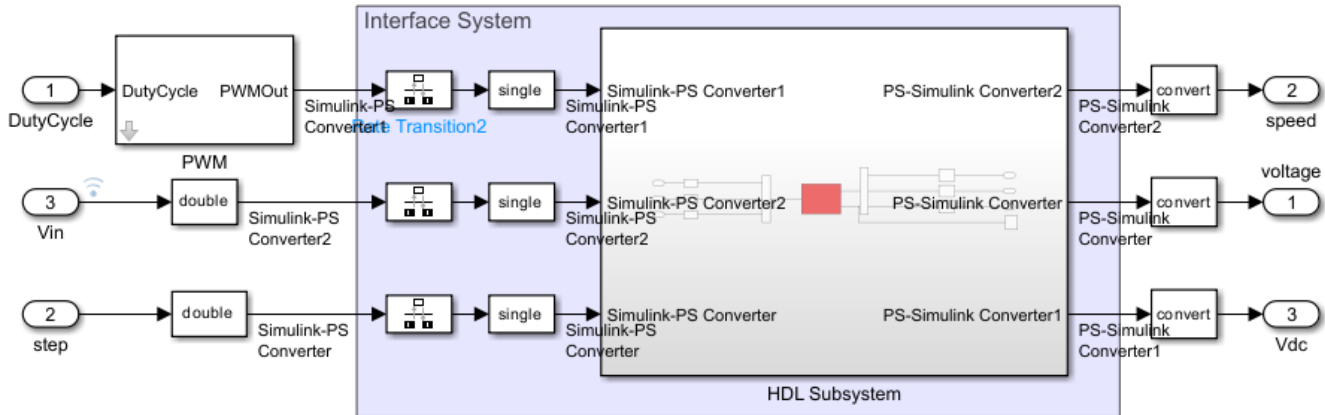 Interface System
1
DutyCycle
DutyCycle
PWMOut
PWM
Simulink-PS
Converter1
Rate Transition2
single
Simulink-PS
Converter1
Simulink-PS Converter1
PS-Simulink Converter2
PS-Simulink
Converter2
convert
2
speed
3
Vin
double
Simulink-PS
Converter2
single
Simulink-PS
Converter2
Simulink-PS Converter2
PS-Simulink Converter
PS-Simulink
Converter
convert
voltage
1
2
step
double
Simulink-PS
Converter
single
Simulink-PS
Converter
Simulink-PS Converter
PS-Simulink Converter1
PS-Simulink
Converter1
convert
3
Vdc
HDL Subsystem